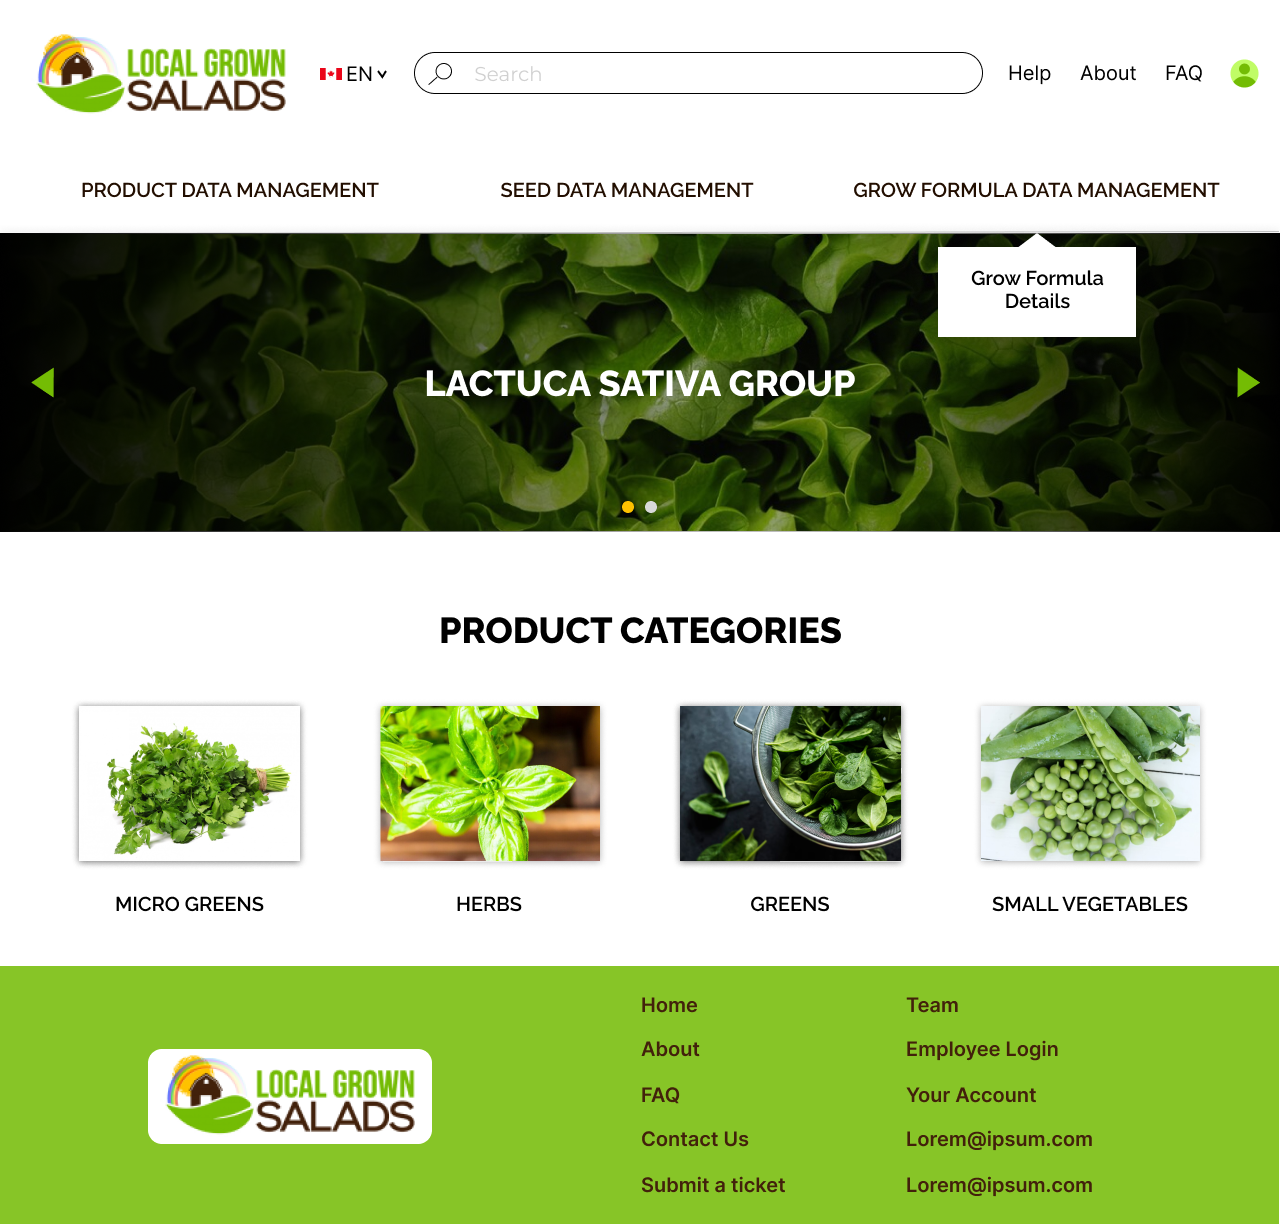 LOCAL GROWN
SALADS
EN
Search
Help
About
FAQ
PRODUCT DATA MANAGEMENT
SEED DATA MANAGEMENT
GROW FORMULA DATA MANAGEMENT
Grow Formula
Details
LACTUCA SATIVA GROUP
PRODUCT CATEGORIES
MICRO GREENS
HERBS
GREENS
SMALL VEGETABLES
LOCAL GROWN
SALADS
Home
About
FAQ
Contact Us
Submit a ticket
Team
Employee Login
Your Account
Lorem@ipsum.com
Lorem@ipsum.com